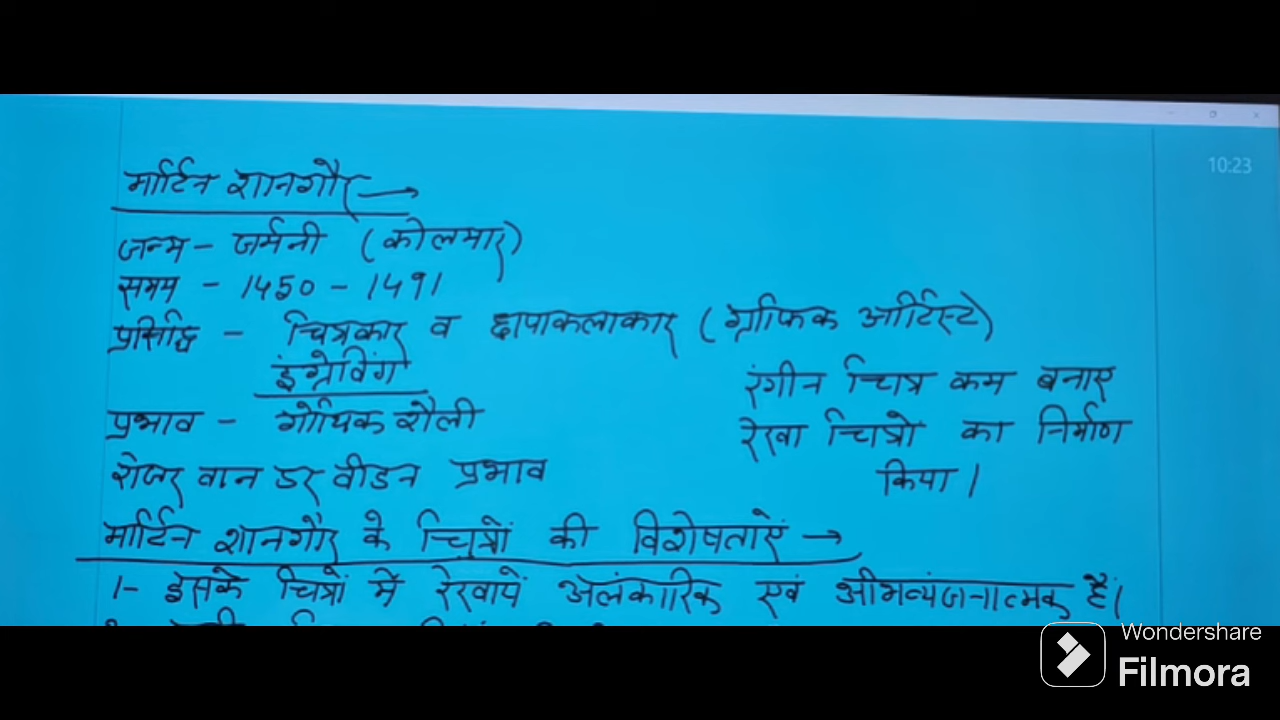 10:23
मार्टिन शानगौर →
जन्म - जर्मनी (कोलमार)
समय - 1450 - 1491
प्रसिद्धि - चित्रकार व छापाकलाकार (ग्राफिक आर्टिस्टे)
इंग्रेविंग
रंगीन चित्र कम बनाए
प्रभाव - गोथिक शैली
रेखा चित्रो का निर्माण
रोजर वान डर वीडन प्रभाव
किया।
मार्टिन शानगौर के चित्रों की विशेषताऐं →
1- इसके चित्रों में रेखायें अलंकारिक एवं अभिव्यंजनात्मक हैं।
Wondershare
Filmora